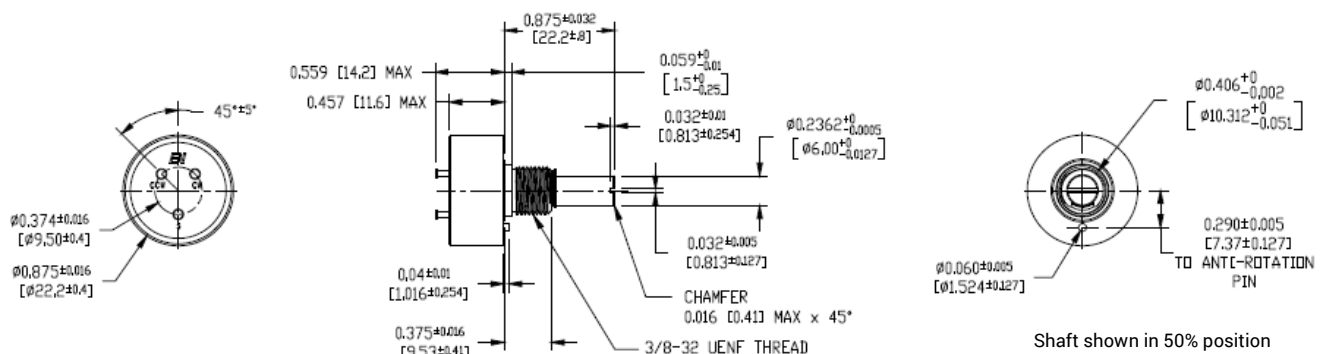 45°±5°
BI
CCW
CW
S
Ø0.374±0.016
[Ø9,50±0.4]
Ø0,875±0.016
[Ø22.2±0.4]
0.875±0.032
[22.2±.8]
0.559 [14.2] MAX
0.457 [11.6] MAX
0.059+0-0.01
[1.5+0-0.25]
0.032±0.01
[0.813±0.254]
Ø0.2362+0-0.0005
[Ø6,00+0-0.0127]
0.032±0.005
[0.813±0.127]
0,04±0.01
[1,016±0.254]
0.375±0.016
[9.53±0.41]
CHAMFER
0.016 [0.41] MAX x 45°
3/8-32 UENF THREAD
Ø0.406+0-0.002
[Ø10.312+0-0.051]
0.290±0.005
[7.37±0.127]
TO ANTI-ROTATION
PIN
Ø0.060±0.005
[Ø1.524±0.127]
Shaft shown in 50% position